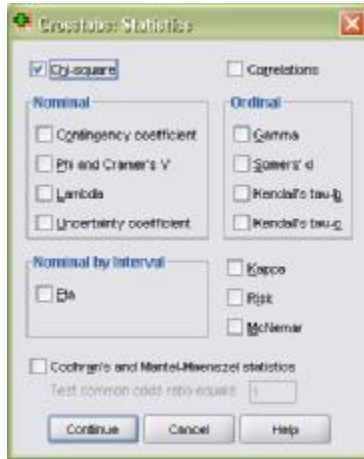 Crosstabs: Statistics
Chi-square
Correlations
Nominal
Contingency coefficient
Phi and Cramer's V
Lambda
Uncertainty coefficient
Ordinal
Gamma
Somers' d
Kendall's tau-b
Kendall's tau-c
Nominal by Interval
Eta
Kappa
Risk
McNemar
Cochran's and Mantel-Haenszel statistics
Test common odds ratio equals: 1
Continue
Cancel
Help